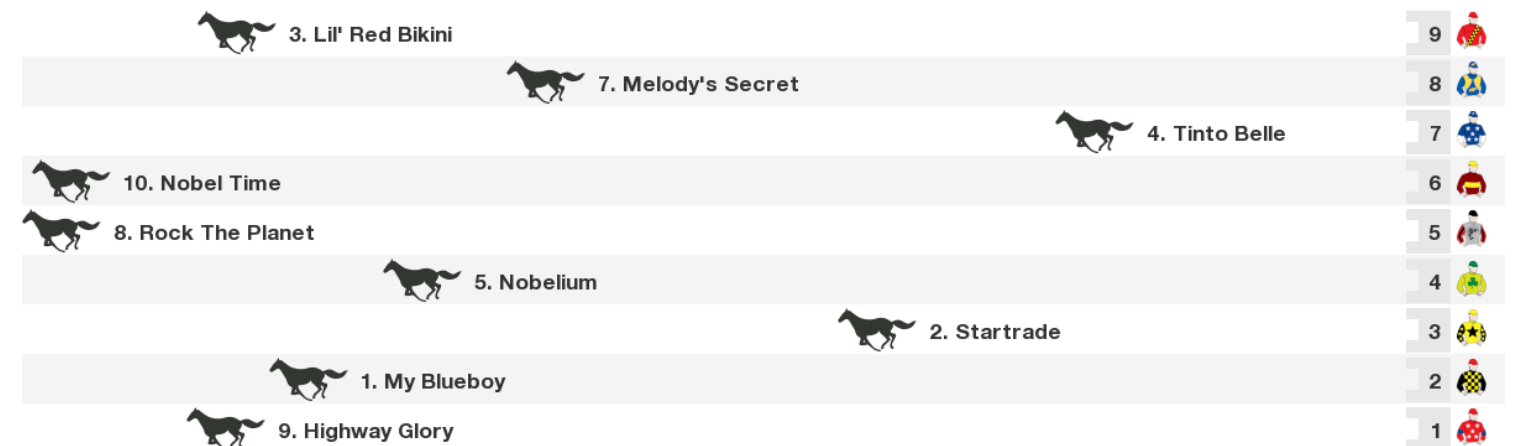 3. Lil' Red Bikini 9
7. Melody's Secret 8
4. Tinto Belle 7
10. Nobel Time 6
8. Rock The Planet 5
5. Nobelium 4
2. Startrade 3
1. My Blueboy 2
9. Highway Glory 1